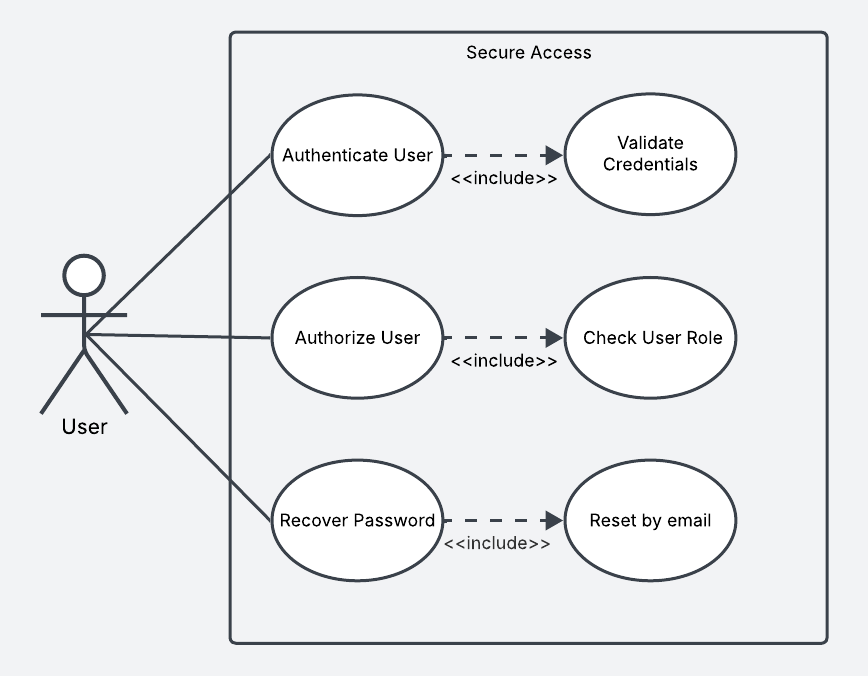 Secure Access
Authenticate User
<<include>>
Validate
Credentials
Authorize User
<<include>>
Check User Role
User
Recover Password
<<include>>
Reset by email